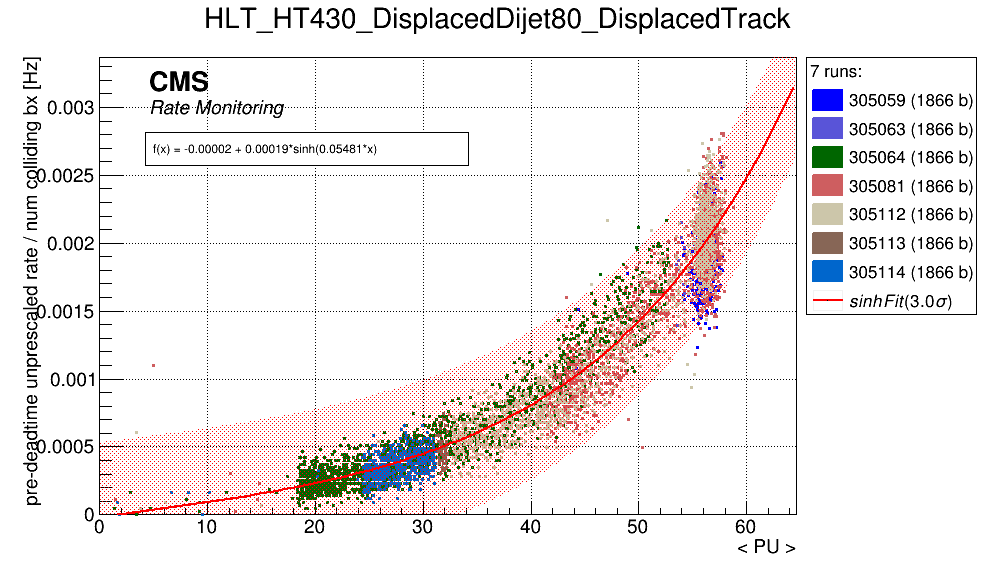 HLT_HT430_DisplacedDijet80_DisplacedTrack
pre-deadtime unprescaled rate / num colliding bx [Hz]
CMS
Rate Monitoring
f(x) = -0.00002 + 0.00019*sinh(0.05481*x)
0.003
0.0025
0.002
0.0015
0.001
0.0005
0
0 10 20 30 40 50 60
< PU >
7 runs:
305059 (1866 b)
305063 (1866 b)
305064 (1866 b)
305081 (1866 b)
305112 (1866 b)
305113 (1866 b)
305114 (1866 b)
sinhFit(3.0σ)